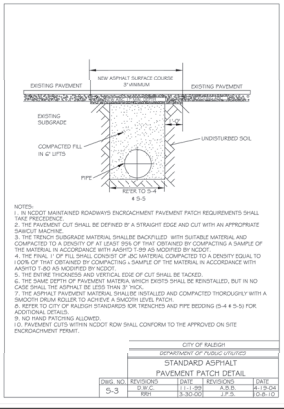 NEW ASPHALT SURFACE COURSE
3" MINIMUM
EXISTING PAVEMENT
EXISTING PAVEMENT
1'-0"
EXISTING
SUBGRADE
UNDISTURBED SOIL
COMPACTED FILL
IN 6" LIFTS
PIPE
REFER TO S-4
& S-5
NOTES:
1. IN NCDOT MAINTAINED ROADWAYS ENCROACHMENT PAVEMENT PATCH REQUIREMENTS SHALL
TAKE PRECEDENCE.
2. THE PAVEMENT CUT SHALL BE DEFINED BY A STRAIGHT EDGE AND CUT WITH AN APPROPRIATE
SAWCUT MACHINE.
3. THE TRENCH SUBGRADE MATERIAL SHALL BE BACKFILLED WITH SUITABLE MATERIAL AND
COMPACTED TO A DENSITY OF AT LEAST 95% OF THAT OBTAINED BY COMPACTING A SAMPLE OF
THE MATERIAL IN ACCORDANCE WITH AASHTO T-99 AS MODIFIED BY NCDOT.
4. THE FINAL 1' OF FILL SHALL CONSIST OF ABC MATERIAL COMPACTED TO A DENSITY EQUAL TO
100% OF THAT OBTAINED BY COMPACTING A SAMPLE OF THE MATERIAL IN ACCORDANCE WITH
AASHTO T-180 AS MODIFIED BY NCDOT.
5. THE ENTIRE THICKNESS AND VERTICAL EDGE OF CUT SHALL BE TACKED.
6. THE SAME DEPTH OF PAVEMENT MATERIAL WHICH EXISTS SHALL BE REINSTALLED, BUT IN NO
CASE SHALL THE ASPHALT BE LESS THAN 3" THICK.
7. THE ASPHALT PAVEMENT MATERIAL SHALL BE INSTALLED AND COMPACTED THOROUGHLY WITH A
SMOOTH DRUM ROLLER TO ACHIEVE A SMOOTH LEVEL PATCH.
8. REFER TO CITY OF RALEIGH STANDARDS FOR TRENCHES AND PIPE BEDDING (S-4 & S-5) FOR
ADDITIONAL DETAILS.
9. NO HAND PATCHING ALLOWED.
10. PAVEMENT CUTS WITHIN NCDOT ROW SHALL CONFORM TO THE APPROVED ON SITE
ENCROACHMENT PERMIT.
CITY OF RALEIGH
DEPARTMENT OF PUBLIC UTILITIES
STANDARD ASPHALT
PAVEMENT PATCH DETAIL
DWG. NO. REVISIONS DATE REVISIONS DATE
S-3 D.W.C. 11-1-99 A.B.B. 4-13-04
RRH 3-30-00 J.P.S. 10-8-10